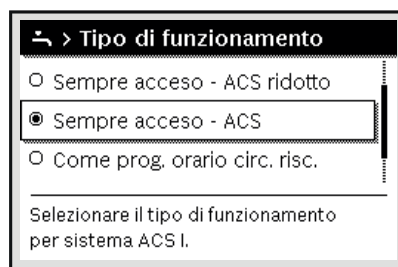 > Tipo di funzionamento
Sempre acceso - ACS ridotto
Sempre acceso - ACS
Come prog. orario circ. risc.
Selezionare il tipo di funzionamento
per sistema ACS I.